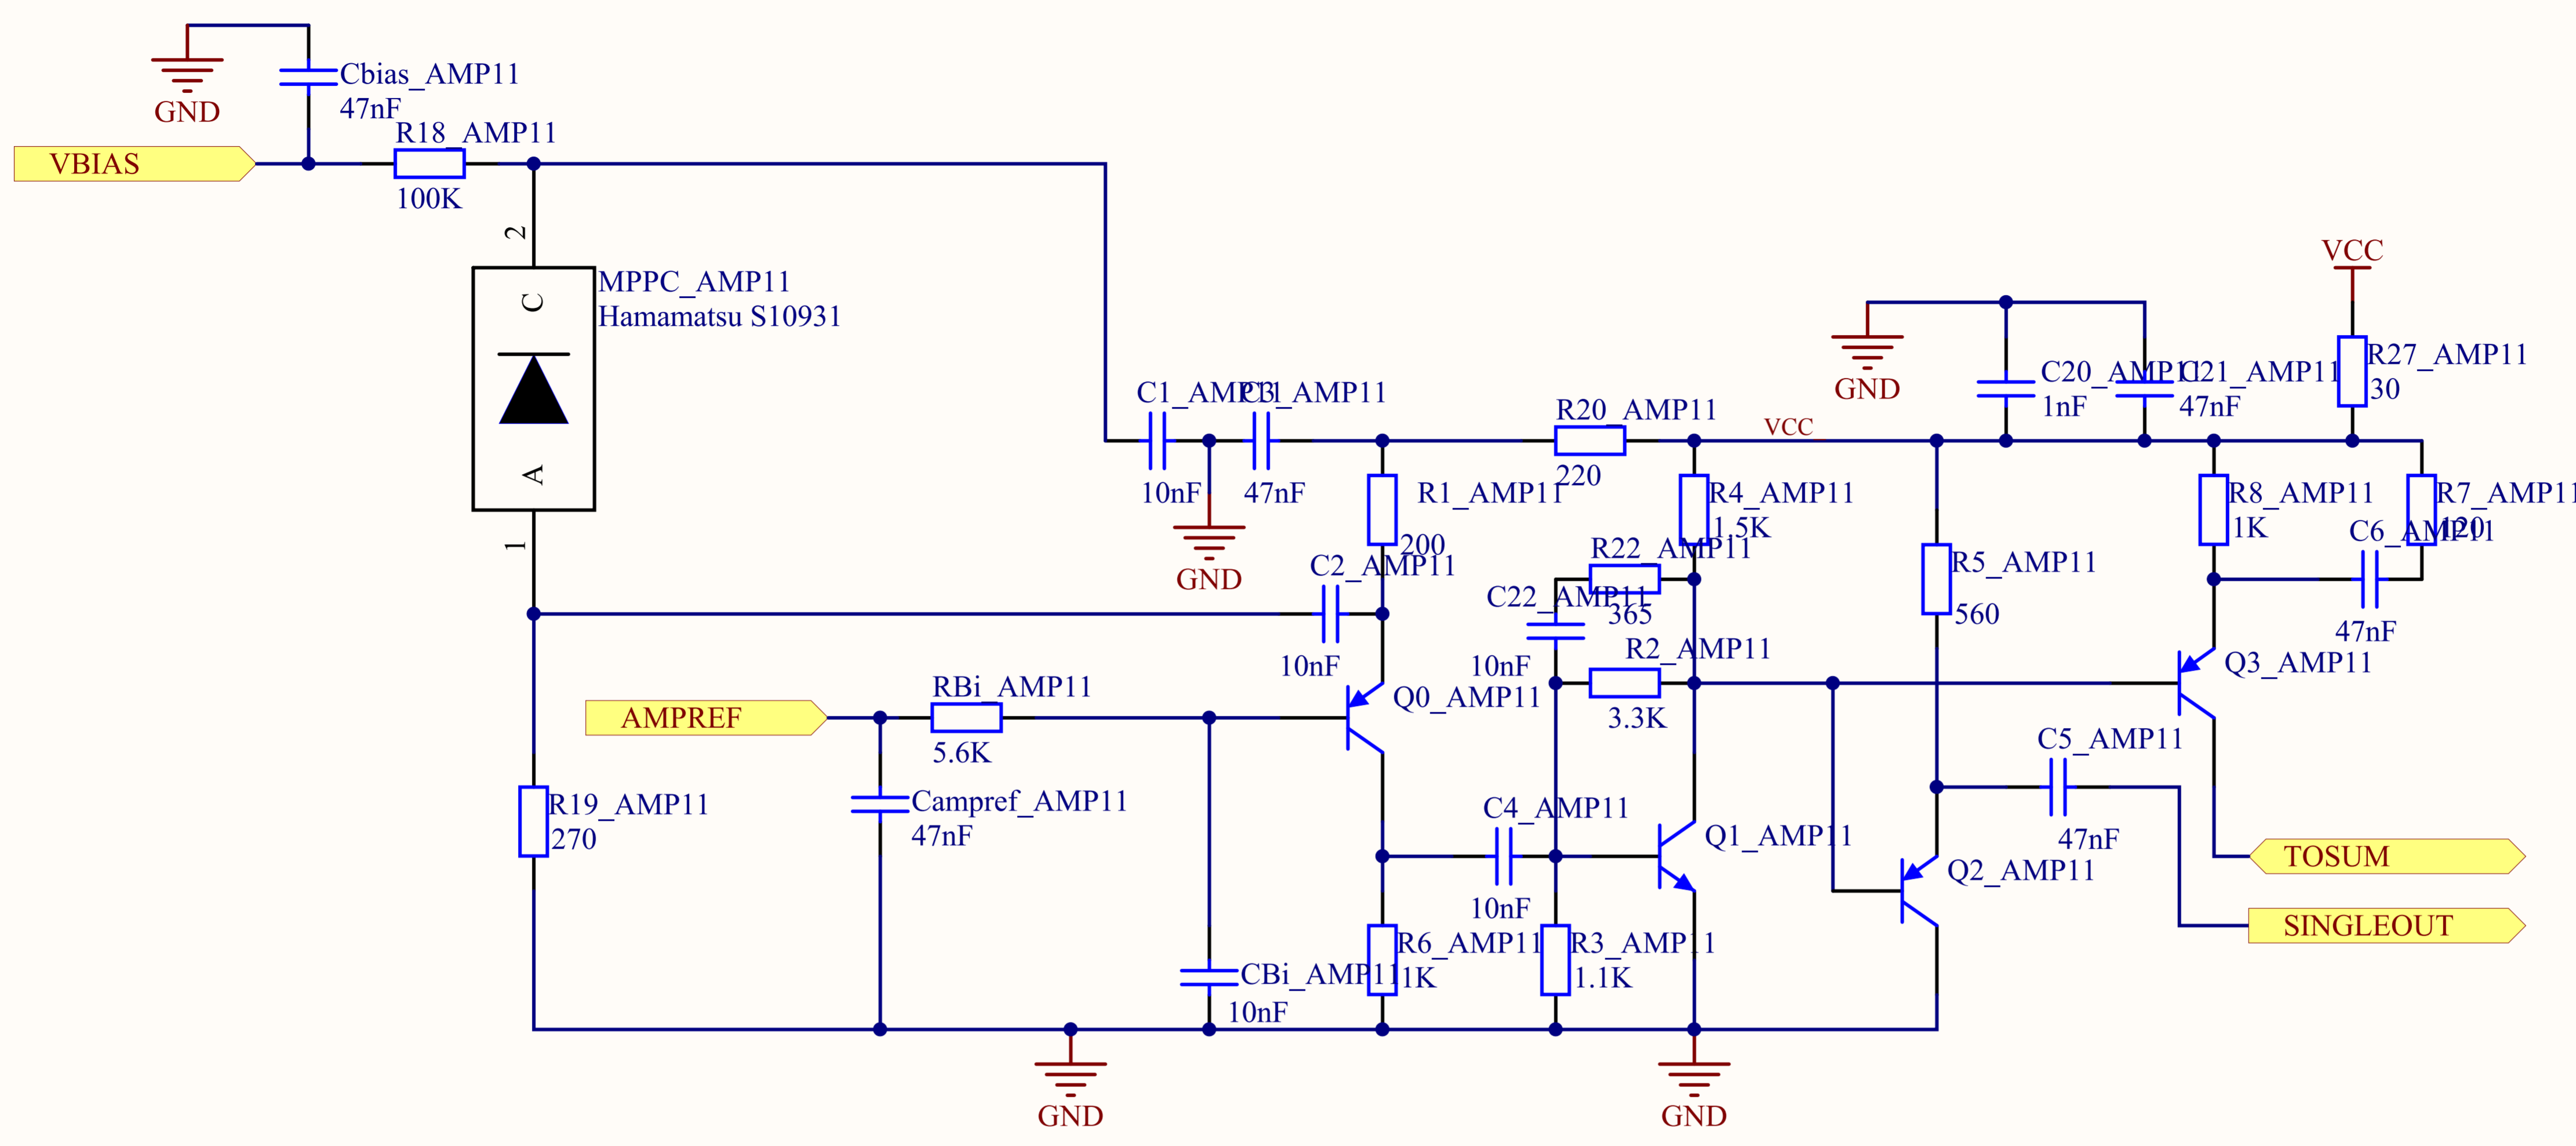 Cbias_AMP11
47nF
GND
R18_AMP11
VBIAS
100K
2
C
MPPC_AMP11
Hamamatsu S10931
A
1
VCC
R27_AMP11
30
C20_AMP11
1nF
C21_AMP11
47nF
GND
C1_AMP11
10nF
C3_AMP11
47nF
GND
R20_AMP11
220
VCC
R1_AMP11
200
R4_AMP11
1.5K
R8_AMP11
1K
R7_AMP11
120
C6_AMP11
47nF
C2_AMP11
10nF
R22_AMP11
365
C22_AMP11
10nF
R5_AMP11
560
R2_AMP11
3.3K
Q3_AMP11
RBi_AMP11
5.6K
AMPREF
Q0_AMP11
C5_AMP11
47nF
R19_AMP11
270
Campref_AMP11
47nF
C4_AMP11
10nF
Q1_AMP11
Q2_AMP11
TOSUM
SINGLEOUT
CBi_AMP11
10nF
R6_AMP11
1K
R3_AMP11
1.1K
GND
GND